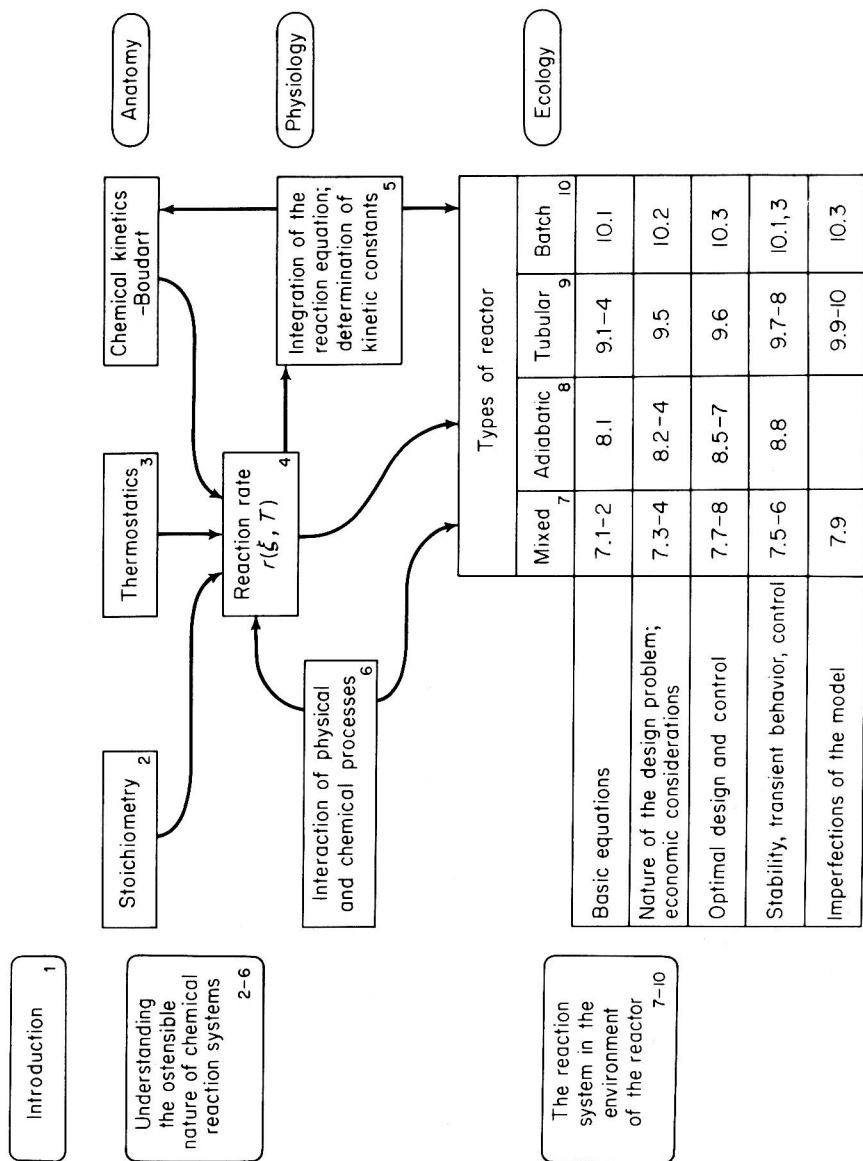 Introduction
1
Understanding
the ostensible
nature of chemical
reaction systems
2–6
The reaction
system in the
environment
of the reactor
7–10
Stoichiometry
2
Thermostatics
3
Chemical kinetics
–Boudart
Anatomy
Reaction rate
r(ξ, T)
4
Integration of the
reaction equation;
determination of
kinetic constants
5
Physiology
Interaction of physical
and chemical processes
6
Ecology
Types of reactor
Mixed 7 Adiabatic 8 Tubular 9 Batch 10
Basic equations 7.1–2 8.1 9.1–4 10.1
Nature of the design problem;
economic considerations 7.3–4 8.2–4 9.5 10.2
Optimal design and control 7.7–8 8.5–7 9.6 10.3
Stability, transient behavior, control 7.5–6 8.8 9.7–8 10.1,3
Imperfections of the model 7.9 9.9–10 10.3